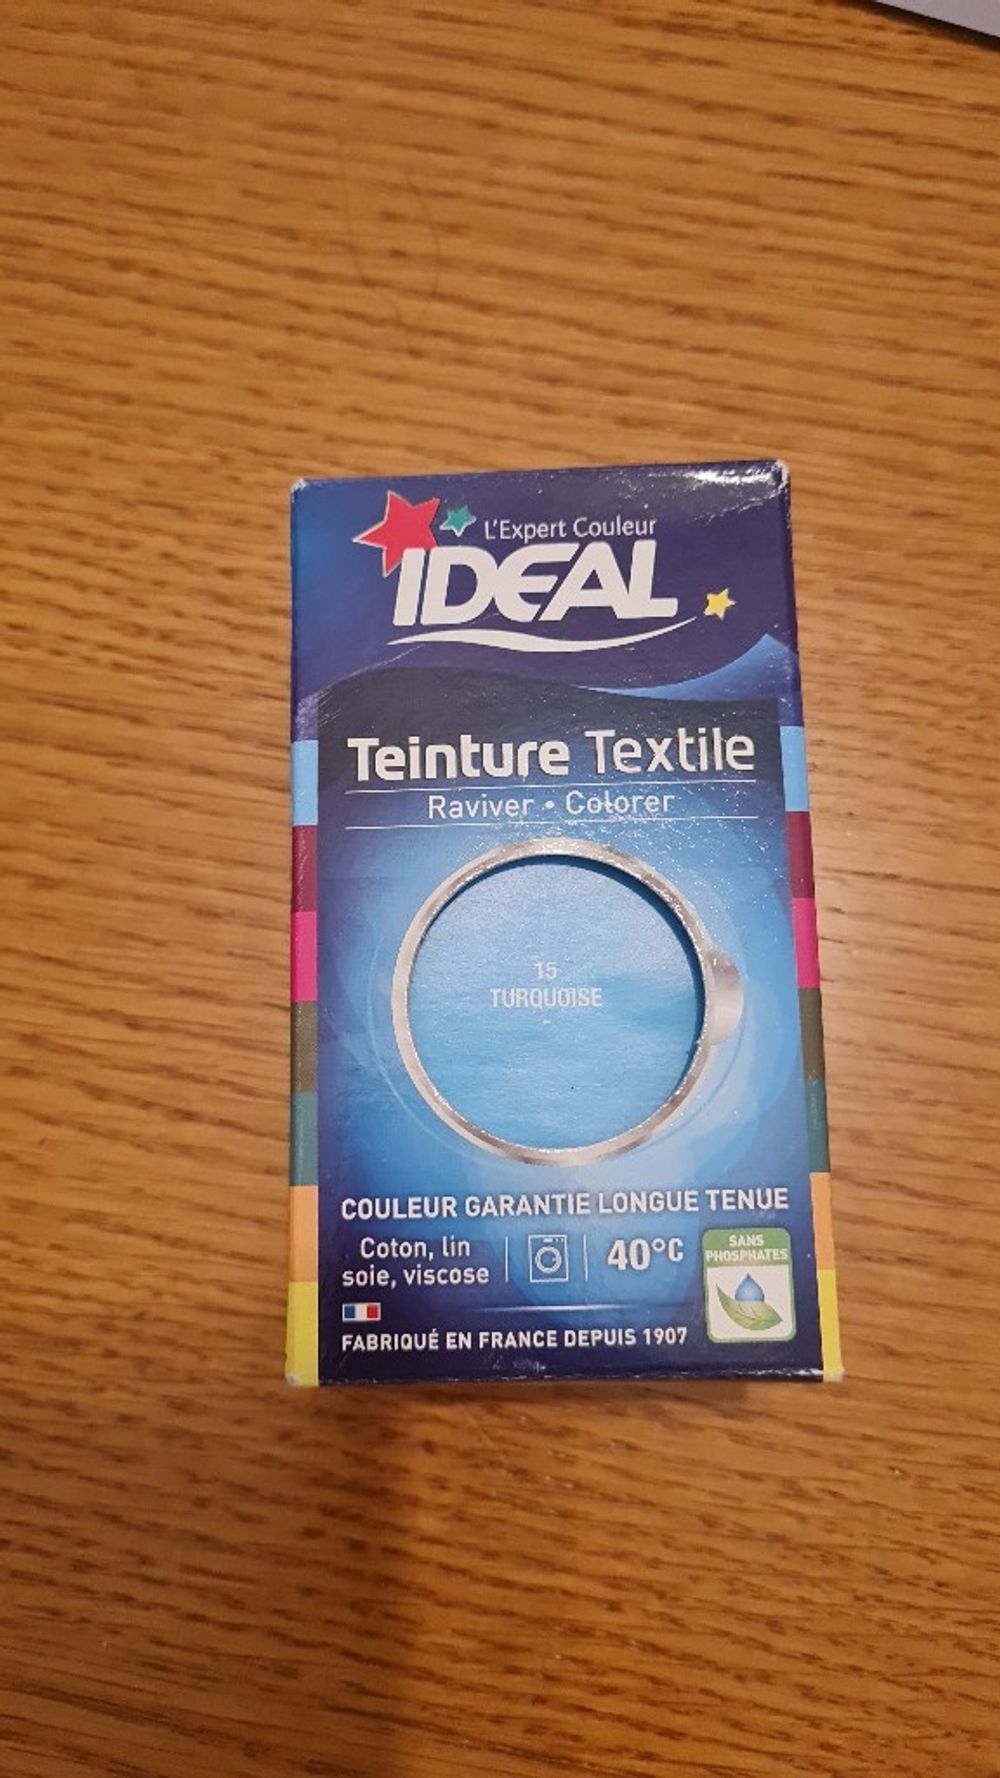 L'Expert Couleur
IDEAL
Teinture Textile
Raviver • Colorer
15
TURQUOISE
COULEUR GARANTIE LONGUE TENUE
Coton, lin
soie, viscose
40°C
SANS
PHOSPHATES
FABRIQUÉ EN FRANCE DEPUIS 1907